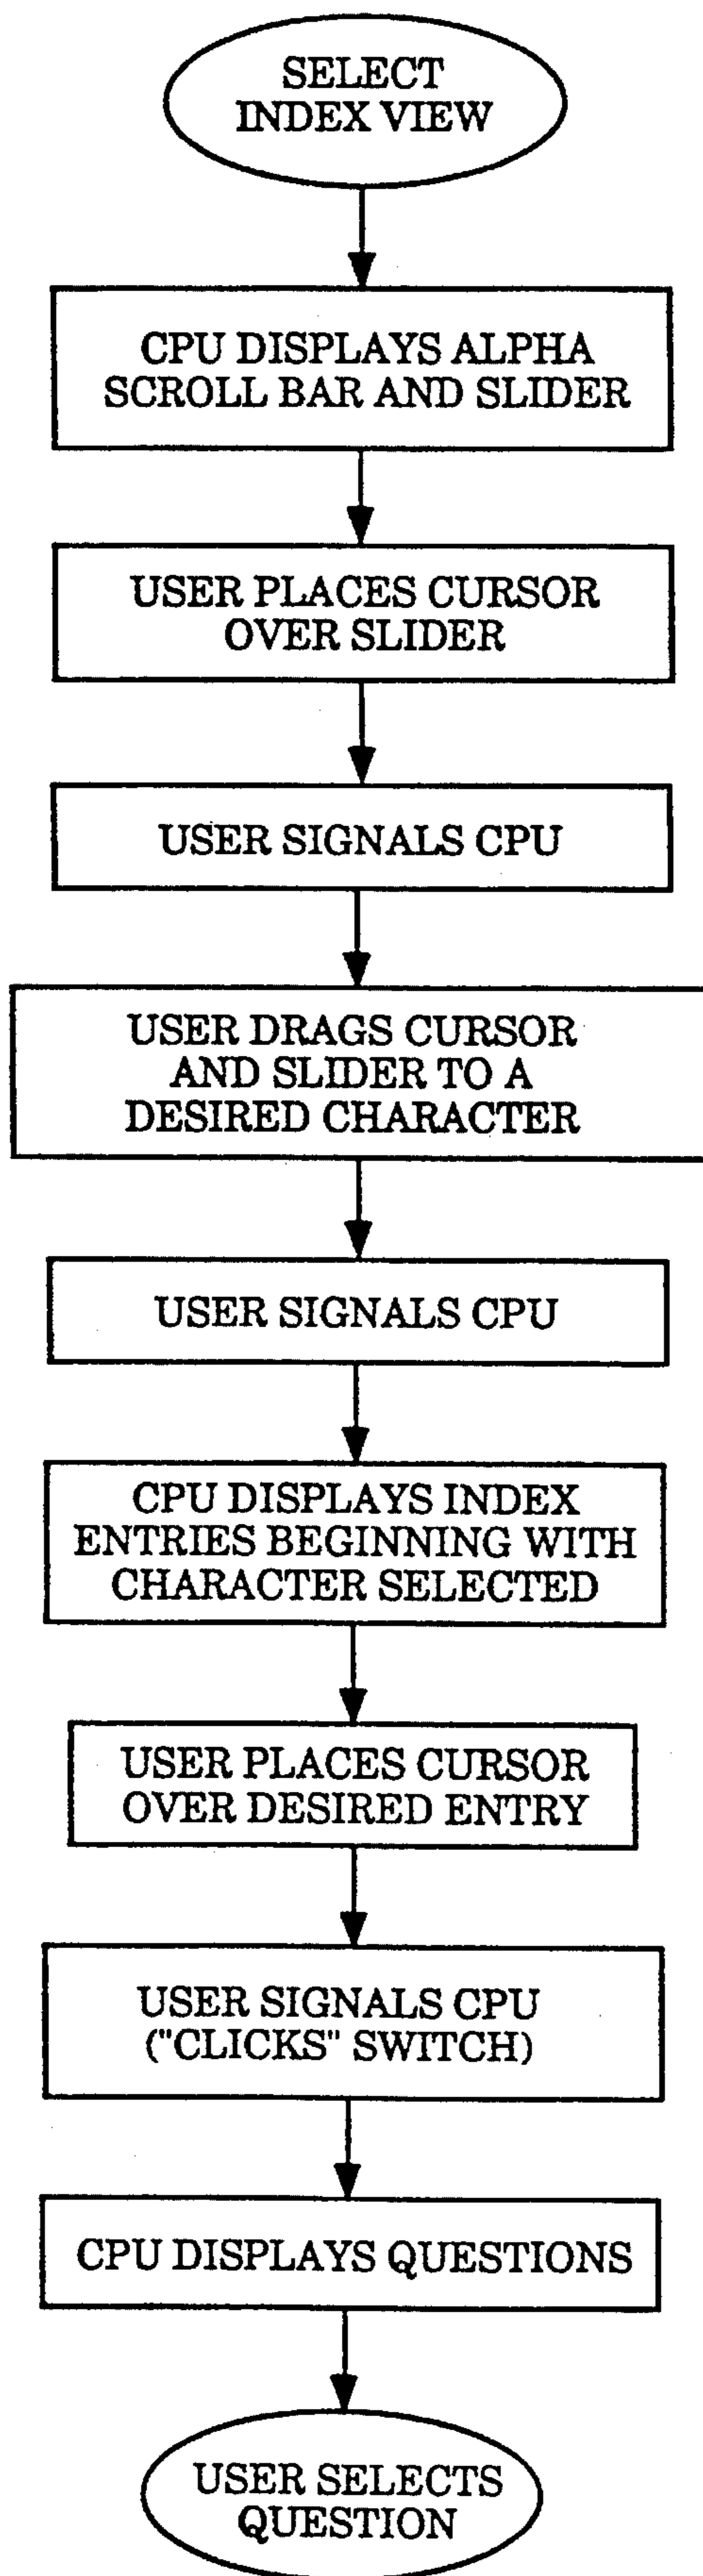 SELECT
INDEX VIEW
CPU DISPLAYS ALPHA
SCROLL BAR AND SLIDER
USER PLACES CURSOR
OVER SLIDER
USER SIGNALS CPU
USER DRAGS CURSOR
AND SLIDER TO A
DESIRED CHARACTER
USER SIGNALS CPU
CPU DISPLAYS INDEX
ENTRIES BEGINNING WITH
CHARACTER SELECTED
USER PLACES CURSOR
OVER DESIRED ENTRY
USER SIGNALS CPU
("CLICKS" SWITCH)
CPU DISPLAYS QUESTIONS
USER SELECTS
QUESTION